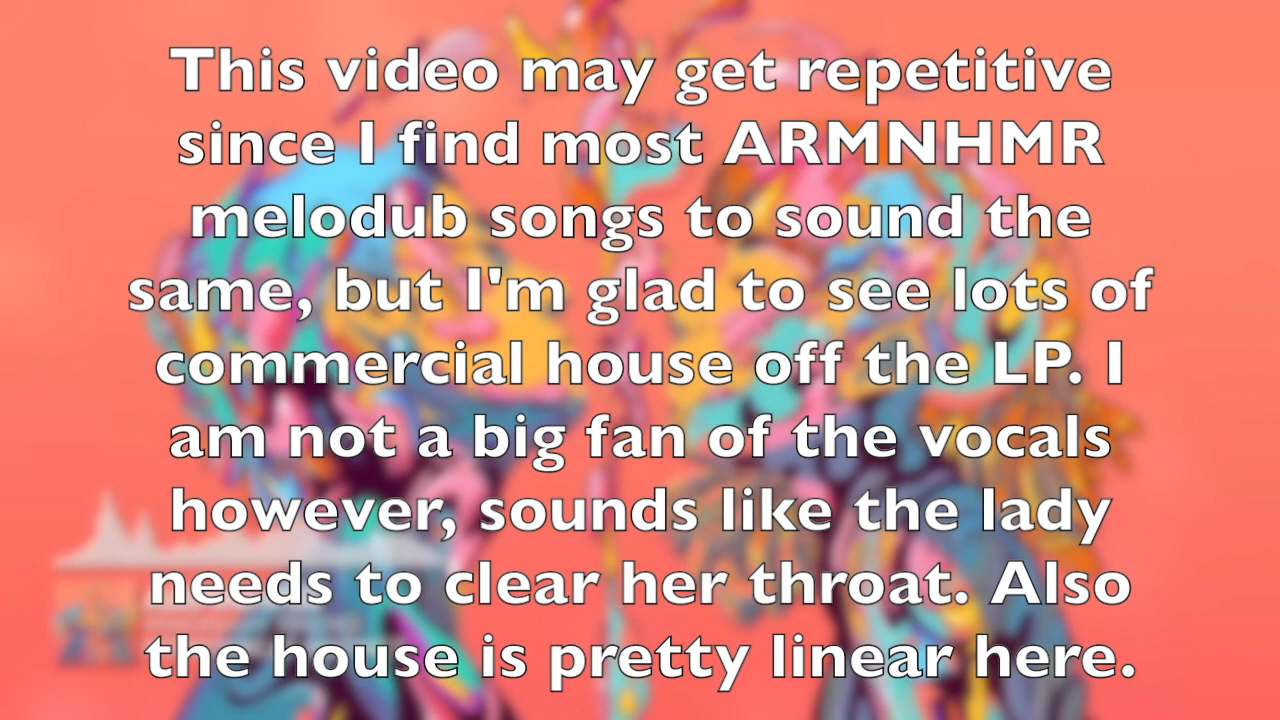 This video may get repetitive
since I find most ARMNHMR
melodub songs to sound the
same, but I'm glad to see lots of
commercial house off the LP. I
am not a big fan of the vocals
however, sounds like the lady
needs to clear her throat. Also
the house is pretty linear here.